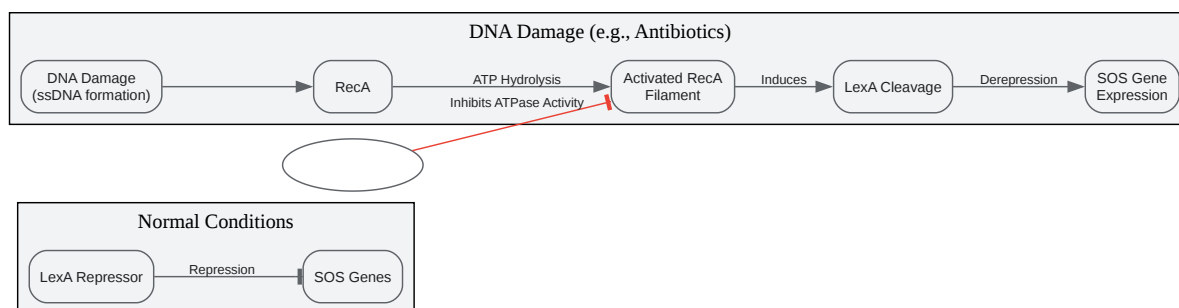 DNA Damage (e.g., Antibiotics)
DNA Damage
(ssDNA formation)
RecA
ATP Hydrolysis
Inhibits ATPase Activity
Activated RecA
Filament
Induces
LexA Cleavage
Derepression
SOS Gene
Expression
Normal Conditions
LexA Repressor
Repression
SOS Genes